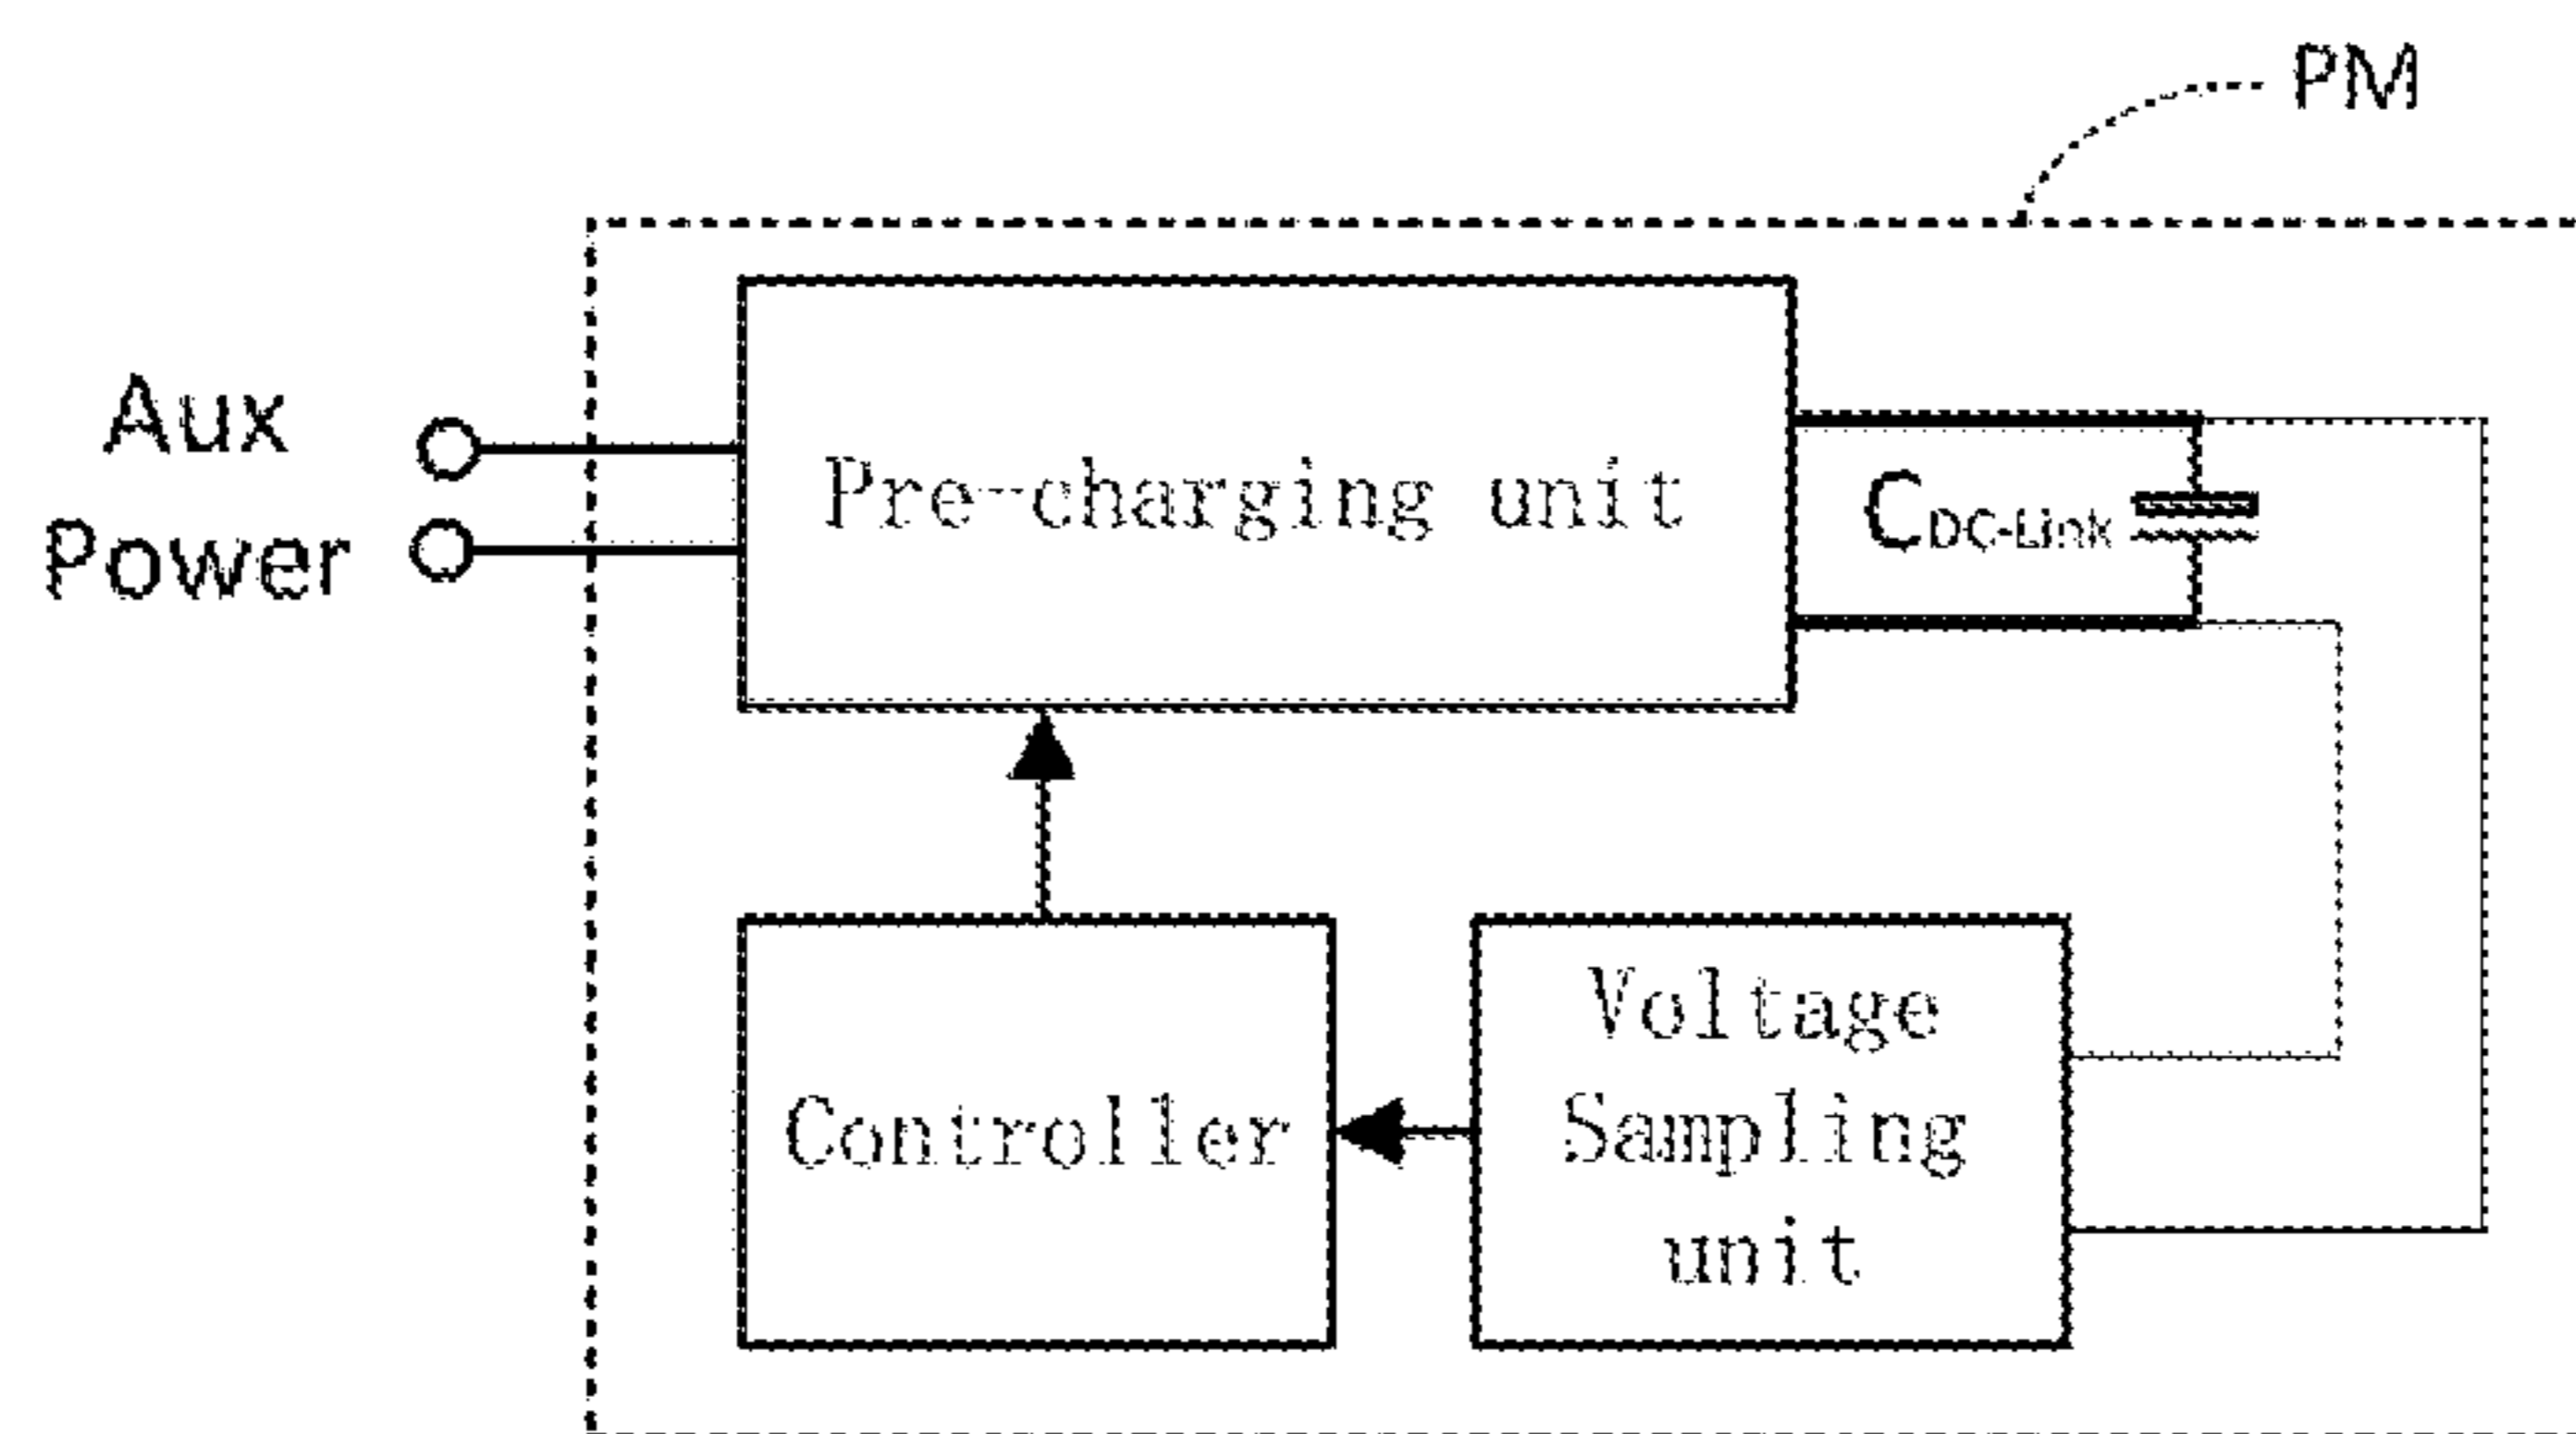 PM
Aux
Power
Pre-charging unit
CDC-Link
Controller
Voltage
Sampling
unit